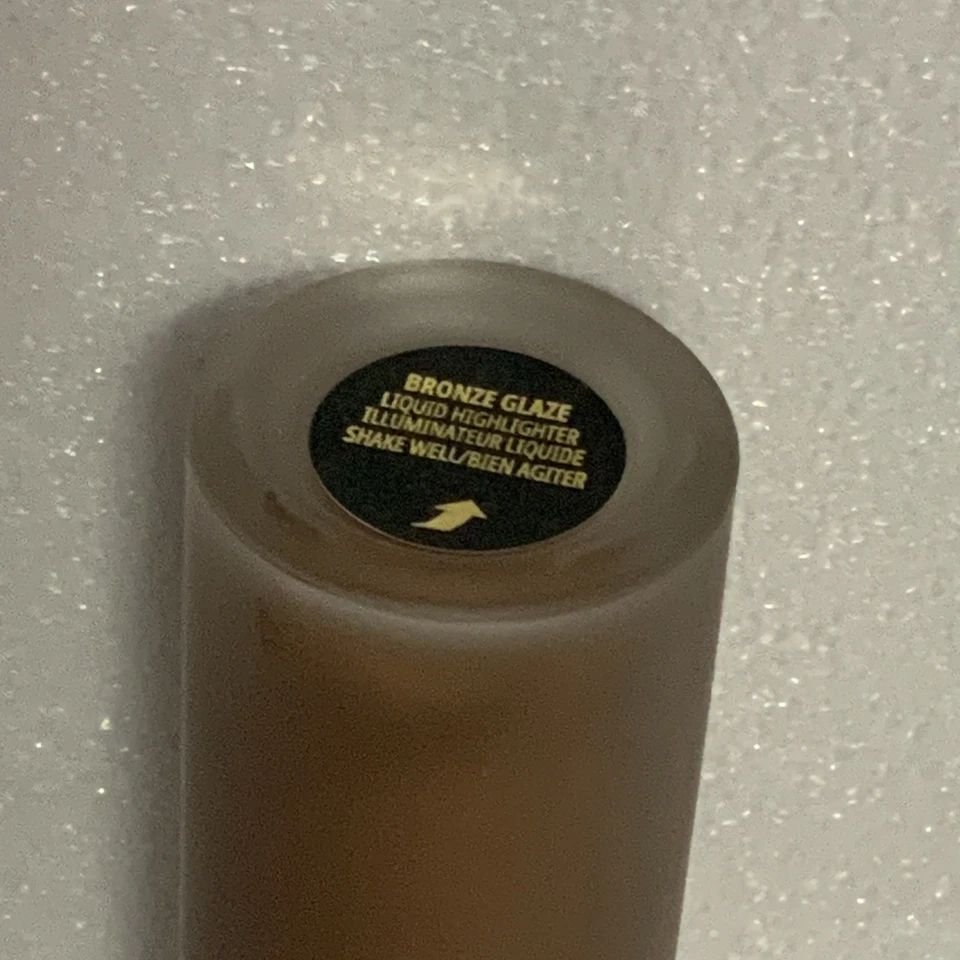 BRONZE GLAZE
LIQUID HIGHLIGHTER
ILLUMINATEUR LIQUIDE
SHAKE WELL/BIEN AGITER